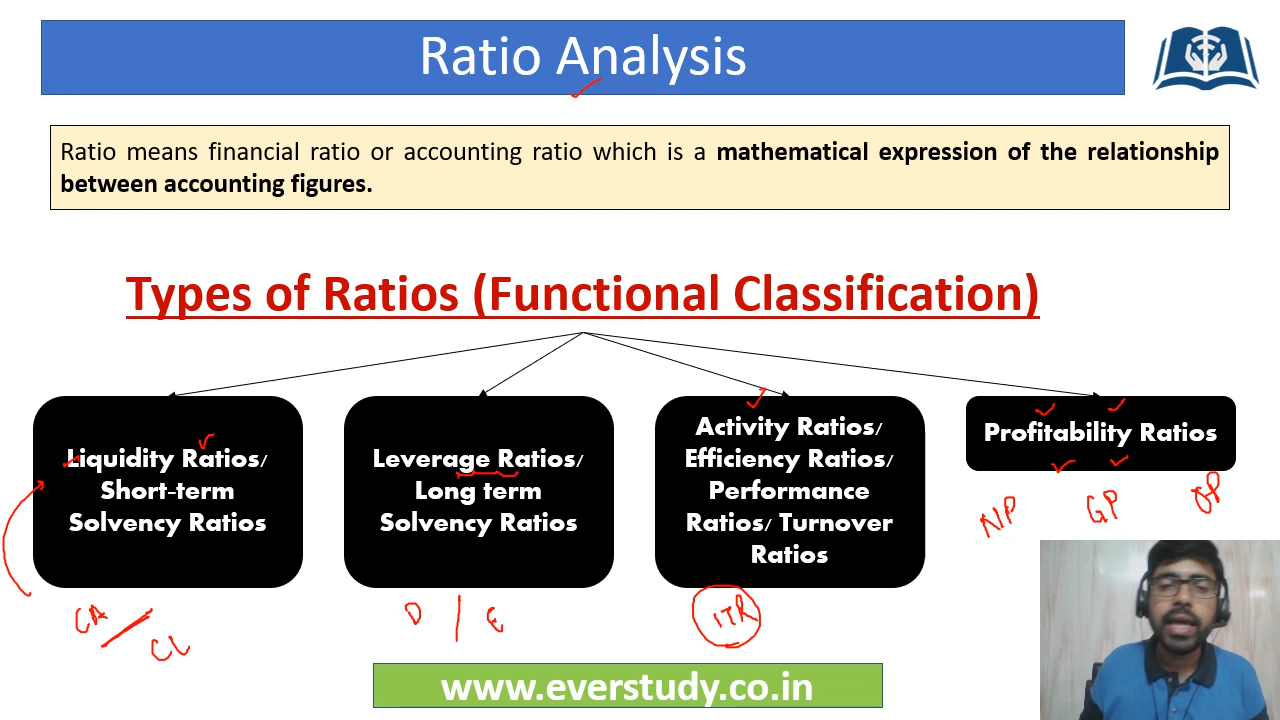 Ratio Analysis
Ratio means financial ratio or accounting ratio which is a mathematical expression of the relationship
between accounting figures.
Types of Ratios (Functional Classification)
Liquidity Ratios/
Short-term
Solvency Ratios
Leverage Ratios/
Long term
Solvency Ratios
Activity Ratios/
Efficiency Ratios/
Performance
Ratios/ Turnover
Ratios
Profitability Ratios
NP GP OP
CA / CL
D / E
ITR
www.everstudy.co.in